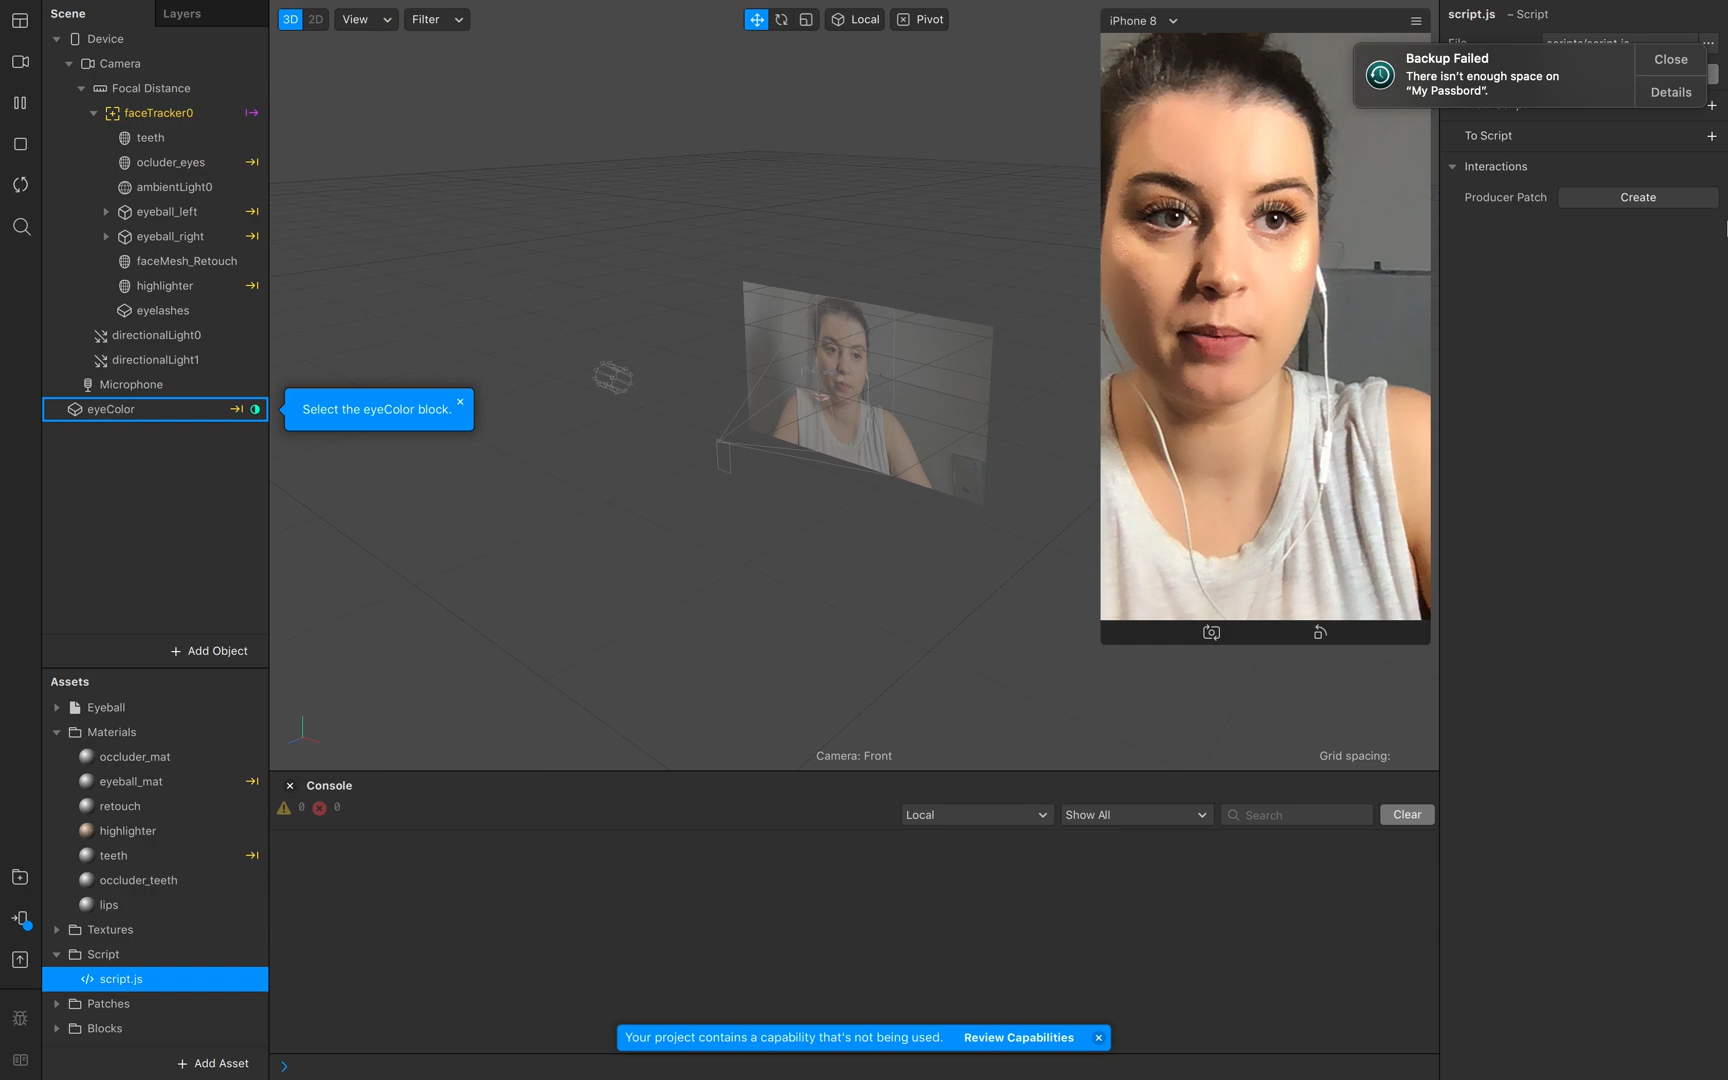 Scene
Layers
Device
Camera
Focal Distance
faceTracker0
teeth
ocluder_eyes
ambientLight0
eyeball_left
eyeball_right
faceMesh_Retouch
highlighter
eyelashes
directionalLight0
directionalLight1
Microphone
eyeColor
+ Add Object
Assets
Eyeball
Materials
occluder_mat
eyeball_mat
retouch
highlighter
teeth
occluder_teeth
lips
Textures
Script
</> script.js
Patches
Blocks
+ Add Asset
3D 2D View Filter
Local Pivot
Select the eyeColor block. ×
Camera: Front
Grid spacing:
iPhone 8
× Console
0 0
Local
Show All
Search
Clear
Your project contains a capability that's not being used. Review Capabilities ×
script.js – Script
Backup Failed
There isn't enough space on
“My Passbord”.
Close
Details
To Script +
Interactions
Producer Patch Create